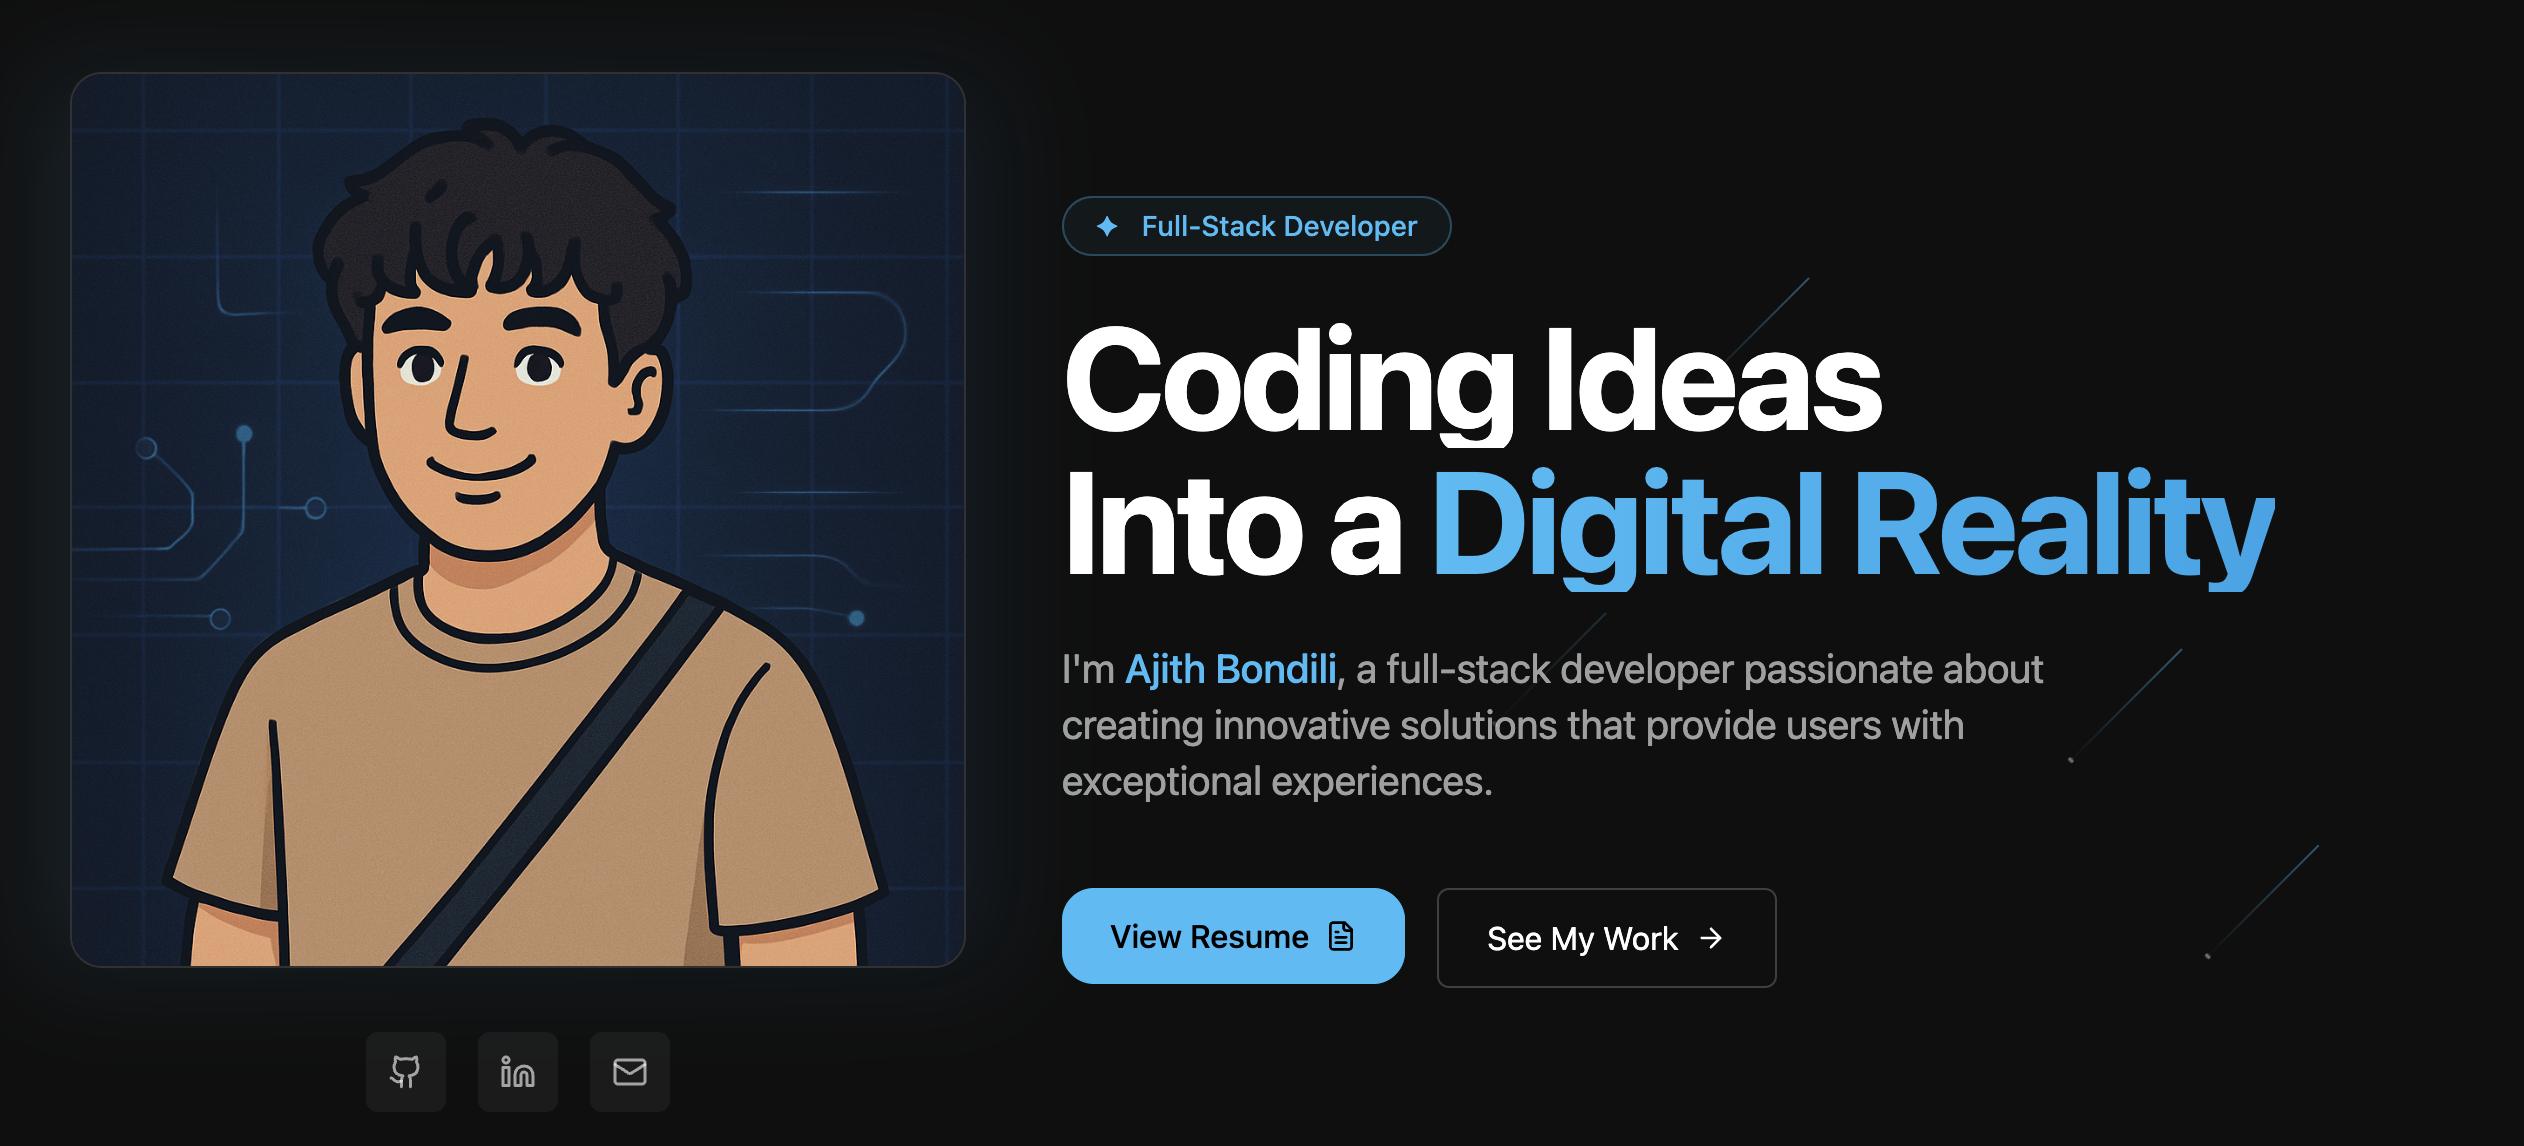 Full-Stack Developer
Coding Ideas
Into a Digital Reality
I'm Ajith Bondili, a full-stack developer passionate about
creating innovative solutions that provide users with
exceptional experiences.
View Resume
See My Work